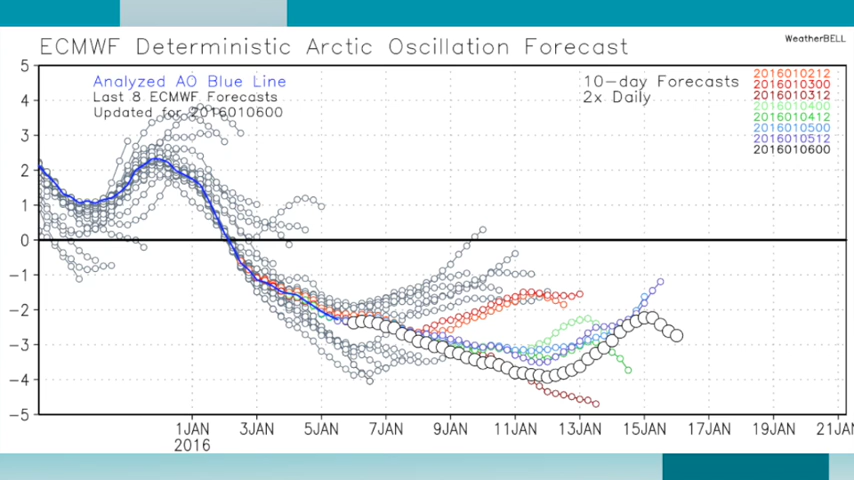 ECMWF Deterministic Arctic Oscillation Forecast
WeatherBELL
Analyzed AO Blue Line
Last 8 ECMWF Forecasts
Updated for 2016010600
10-day Forecasts
2x Daily
2016010212
2016010300
2016010312
2016010400
2016010412
2016010500
2016010512
2016010600
5
4
3
2
1
0
-1
-2
-3
-4
-5
1JAN 3JAN 5JAN 7JAN 9JAN 11JAN 13JAN 15JAN 17JAN 19JAN 21JA
2016